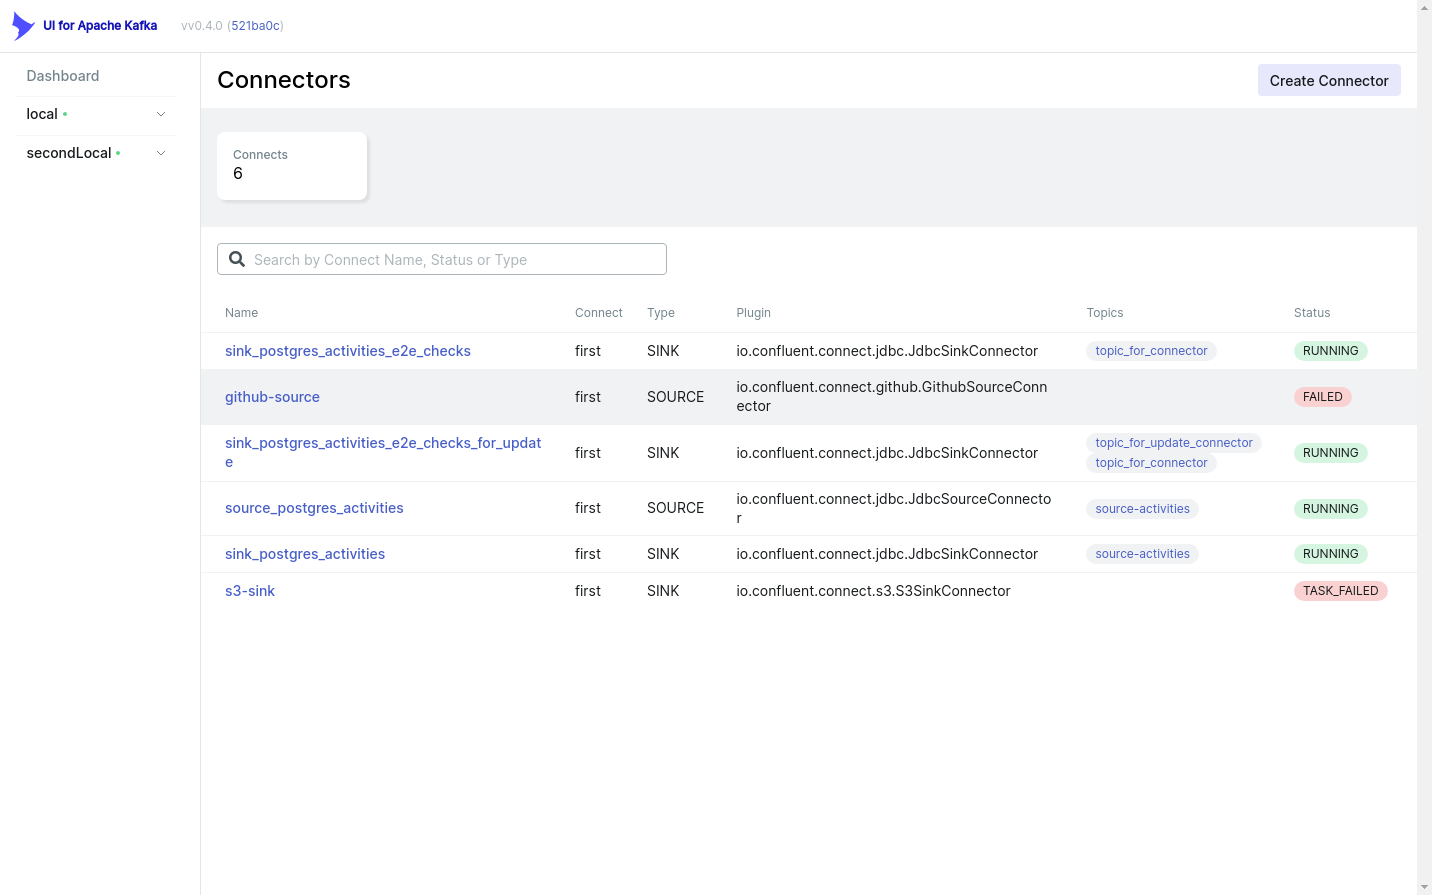 UI for Apache Kafka vv0.4.0 (521ba0c)
Dashboard
local
secondLocal
Connectors
Create Connector
Connects
6
Search by Connect Name, Status or Type
Name Connect Type Plugin Topics Status
sink_postgres_activities_e2e_checks first SINK io.confluent.connect.jdbc.JdbcSinkConnector topic_for_connector RUNNING
github-source first SOURCE io.confluent.connect.github.GithubSourceConn
ector FAILED
sink_postgres_activities_e2e_checks_for_updat
e first SINK io.confluent.connect.jdbc.JdbcSinkConnector topic_for_update_connector
topic_for_connector RUNNING
source_postgres_activities first SOURCE io.confluent.connect.jdbc.JdbcSourceConnecto
r source-activities RUNNING
sink_postgres_activities first SINK io.confluent.connect.jdbc.JdbcSinkConnector source-activities RUNNING
s3-sink first SINK io.confluent.connect.s3.S3SinkConnector TASK_FAILED